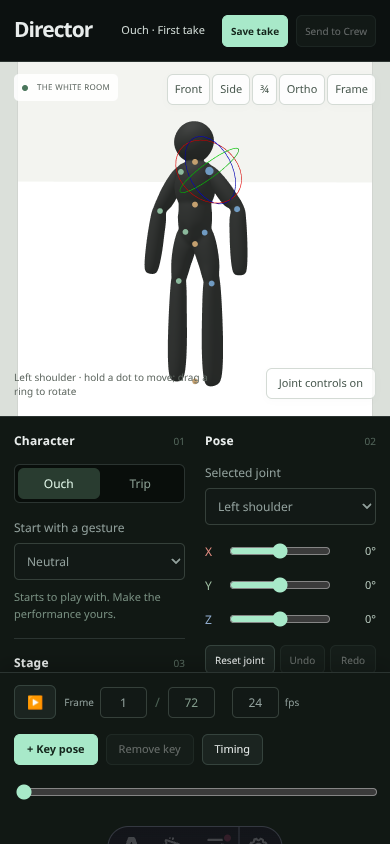 Director
Ouch · First take
Save take
Send to Crew
THE WHITE ROOM
Front
Side
¾
Ortho
Frame
Left shoulder · hold a dot to move, drag a
ring to rotate
Joint controls on
Character
01
Ouch
Trip
Start with a gesture
Neutral
Starts to play with. Make the
performance yours.
Stage
03
Pose
02
Selected joint
Left shoulder
X
0°
Y
0°
Z
0°
Reset joint
Undo
Redo
Frame
1
/
72
24
fps
+ Key pose
Remove key
Timing